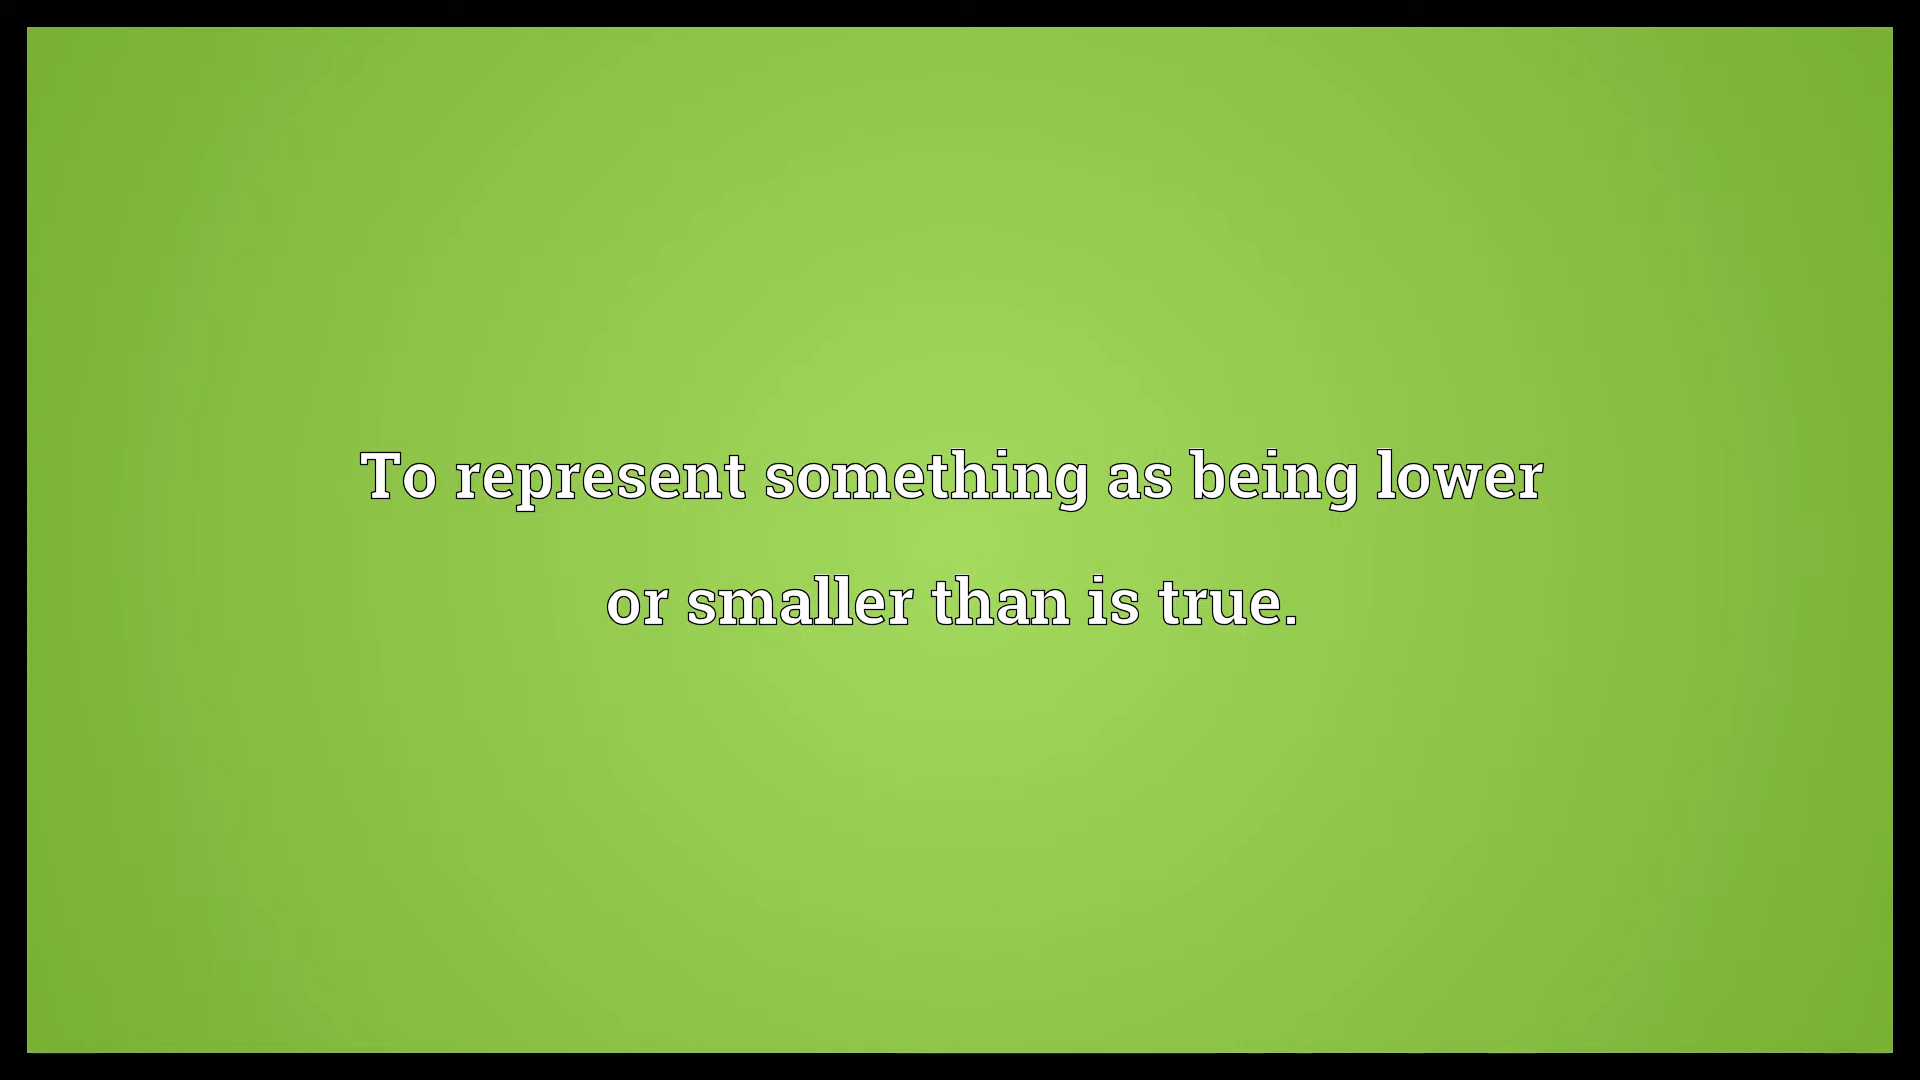 To represent something as being lower
or smaller than is true.